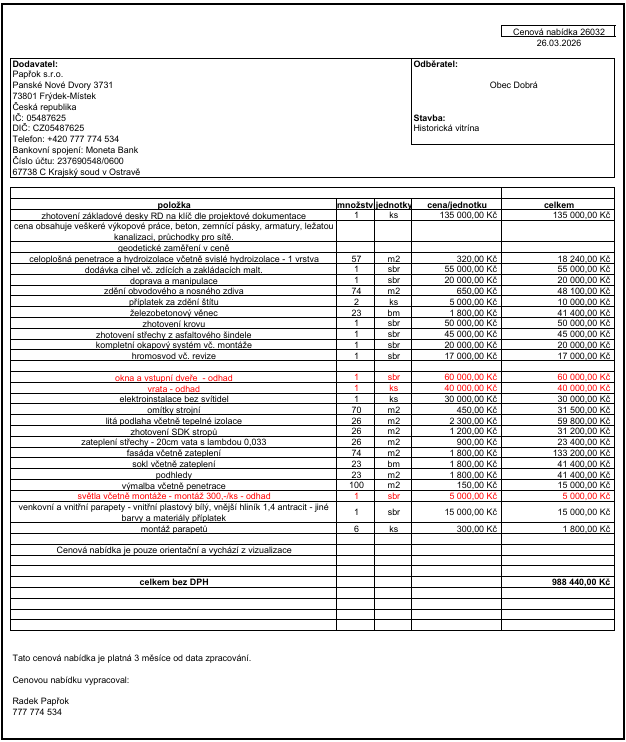 Cenová nabídka 26032
26.03.2026
Dodavatel:
Papřok s.r.o.
Panské Nové Dvory 3731
73801 Frýdek-Místek
Česká republika
IČ: 05487625
DIČ: CZ05487625
Telefon: +420 777 774 534
Bankovní spojení: Moneta Bank
Číslo účtu: 237690548/0600
67738 C Krajský soud v Ostravě
Odběratel:
Obec Dobrá
Stavba:
Historická vitrína
položka množstv jednotky cena/jednotku celkem
zhotovení základové desky RD na klíč dle projektové dokumentace 1 ks 135 000,00 Kč 135 000,00 Kč
cena obsahuje veškeré výkopové práce, beton, zemnící pásky, armatury, ležatou
kanalizaci, průchodky pro sítě.
geodetické zaměření v ceně
celoplošná penetrace a hydroizolace včetně svislé hydroizolace - 1 vrstva 57 m2 320,00 Kč 18 240,00 Kč
dodávka cihel vč. zdících a zakládacích malt. 1 sbr 55 000,00 Kč 55 000,00 Kč
doprava a manipulace 1 sbr 20 000,00 Kč 20 000,00 Kč
zdění obvodového a nosného zdiva 74 m2 650,00 Kč 48 100,00 Kč
příplatek za zdění štítu 2 ks 5 000,00 Kč 10 000,00 Kč
železobetonový věnec 23 bm 1 800,00 Kč 41 400,00 Kč
zhotovení krovu 1 sbr 50 000,00 Kč 50 000,00 Kč
zhotovení střechy z asfaltového šindele 1 sbr 45 000,00 Kč 45 000,00 Kč
kompletní okapový systém vč. montáže 1 sbr 20 000,00 Kč 20 000,00 Kč
hromosvod vč. revize 1 sbr 17 000,00 Kč 17 000,00 Kč
okna a vstupní dveře - odhad 1 sbr 60 000,00 Kč 60 000,00 Kč
vrata - odhad 1 ks 40 000,00 Kč 40 000,00 Kč
elektroinstalace bez svítidel 1 ks 30 000,00 Kč 30 000,00 Kč
omítky strojní 70 m2 450,00 Kč 31 500,00 Kč
litá podlaha včetně tepelné izolace 26 m2 2 300,00 Kč 59 800,00 Kč
zhotovení SDK stropů 26 m2 1 200,00 Kč 31 200,00 Kč
zateplení střechy - 20cm vata s lambdou 0,033 26 m2 900,00 Kč 23 400,00 Kč
fasáda včetně zateplení 74 m2 1 800,00 Kč 133 200,00 Kč
sokl včetně zateplení 23 bm 1 800,00 Kč 41 400,00 Kč
podhledy 23 m2 1 800,00 Kč 41 400,00 Kč
výmalba včetně penetrace 100 m2 150,00 Kč 15 000,00 Kč
světla včetně montáže - montáž 300,-/ks - odhad 1 sbr 5 000,00 Kč 5 000,00 Kč
venkovní a vnitřní parapety - vnitřní plastový bílý, vnější hliník 1,4 antracit - jiné
barvy a materiály příplatek 1 sbr 15 000,00 Kč 15 000,00 Kč
montáž parapetů 6 ks 300,00 Kč 1 800,00 Kč
Cenová nabídka je pouze orientační a vychází z vizualizace
celkem bez DPH 988 440,00 Kč
Tato cenová nabídka je platná 3 měsíce od data zpracování.
Cenovou nabídku vypracoval:
Radek Papřok
777 774 534